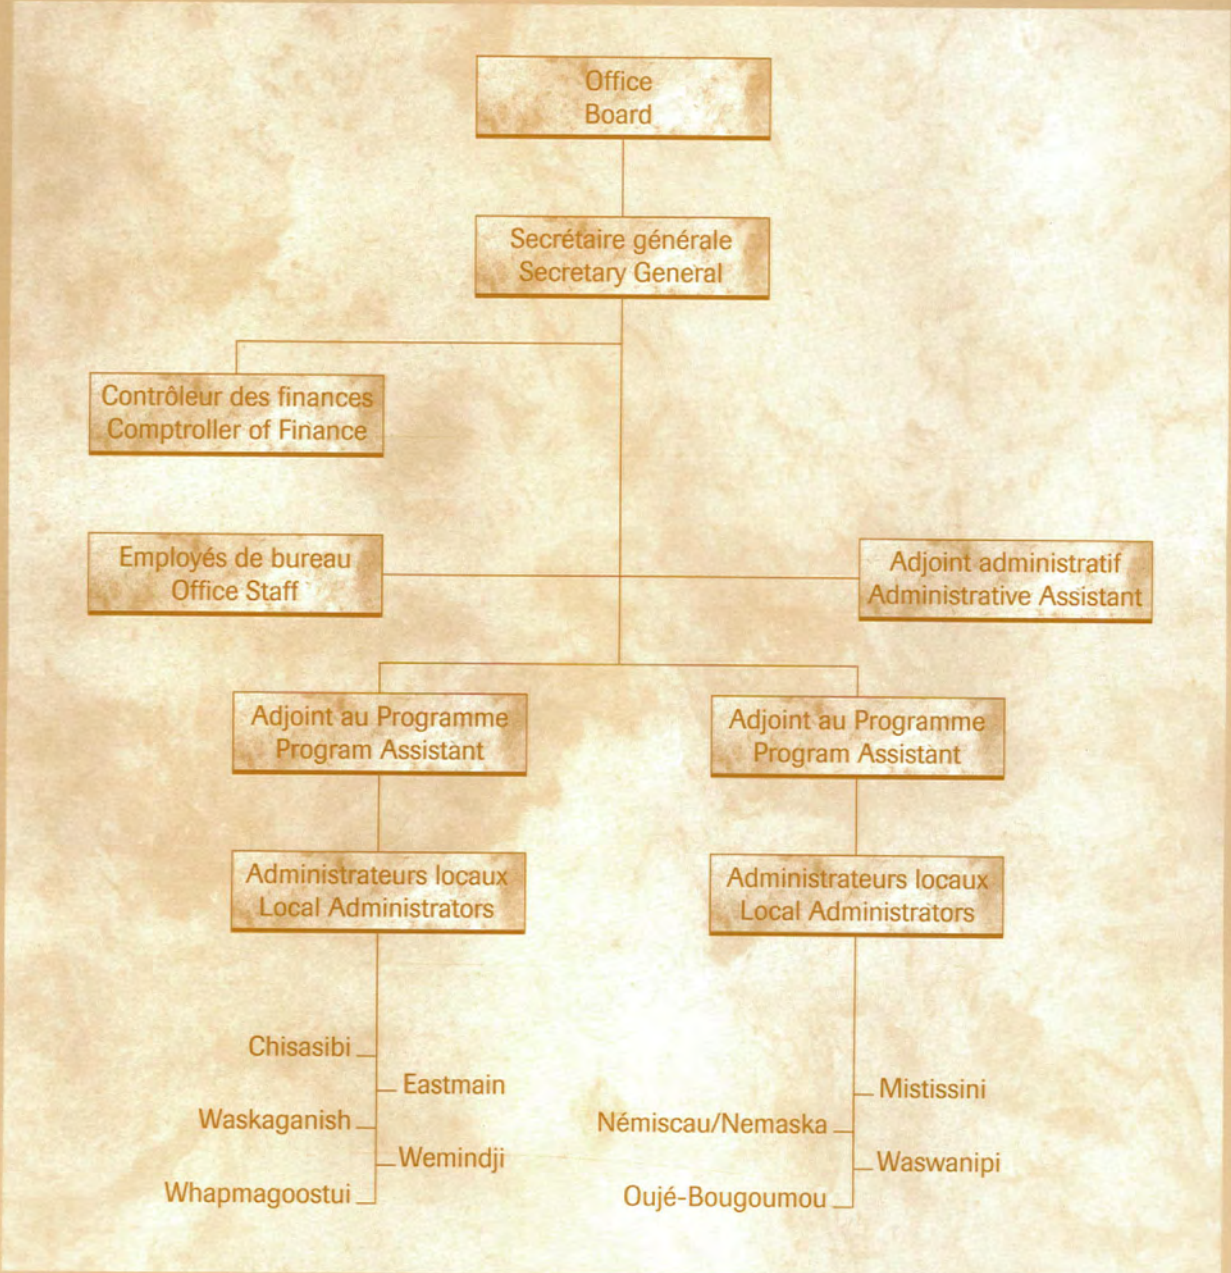 Office
Board
Secrétaire générale
Secretary General
Contrôleur des finances
Comptroller of Finance
Employés de bureau
Office Staff
Adjoint administratif
Administrative Assistant
Adjoint au Programme
Program Assistant
Adjoint au Programme
Program Assistant
Administrateurs locaux
Local Administrators
Administrateurs locaux
Local Administrators
Chisasibi
Eastmain
Waskaganish
Wemindji
Whapmagoostui
Mistissini
Némiscau/Nemaska
Waswanipi
Oujé-Bougoumou